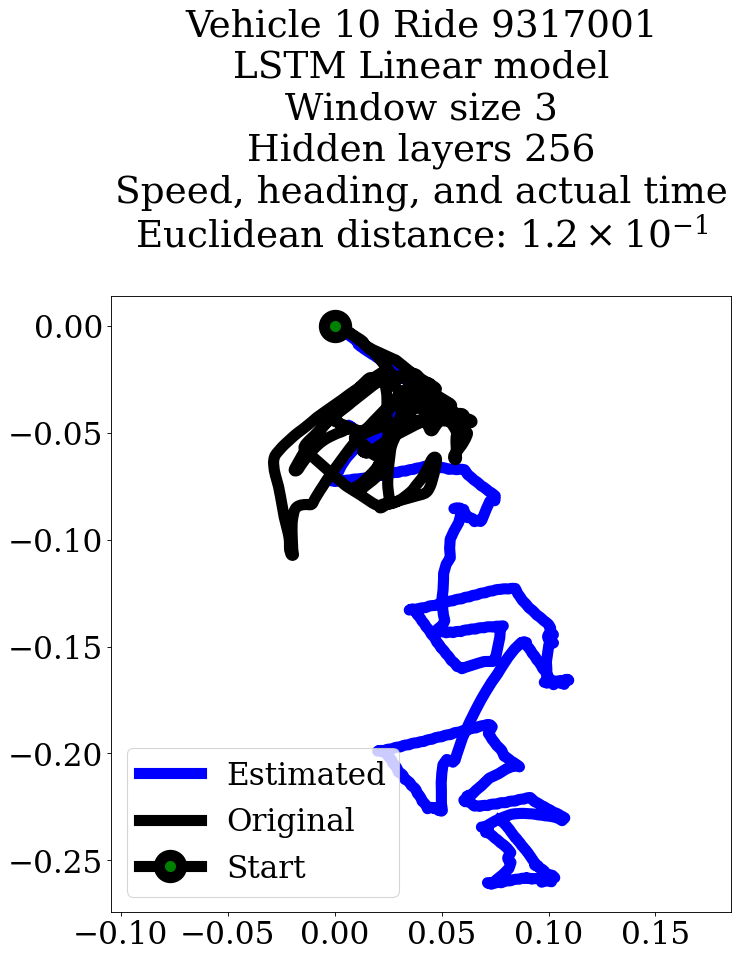 Vehicle 10 Ride 9317001
LSTM Linear model
Window size 3
Hidden layers 256
Speed, heading, and actual time
Euclidean distance: 1.2 × 10⁻¹
0.00
−0.05
−0.10
−0.15
−0.20
−0.25
Estimated
Original
Start
−0.10 −0.05 0.00 0.05 0.10 0.15